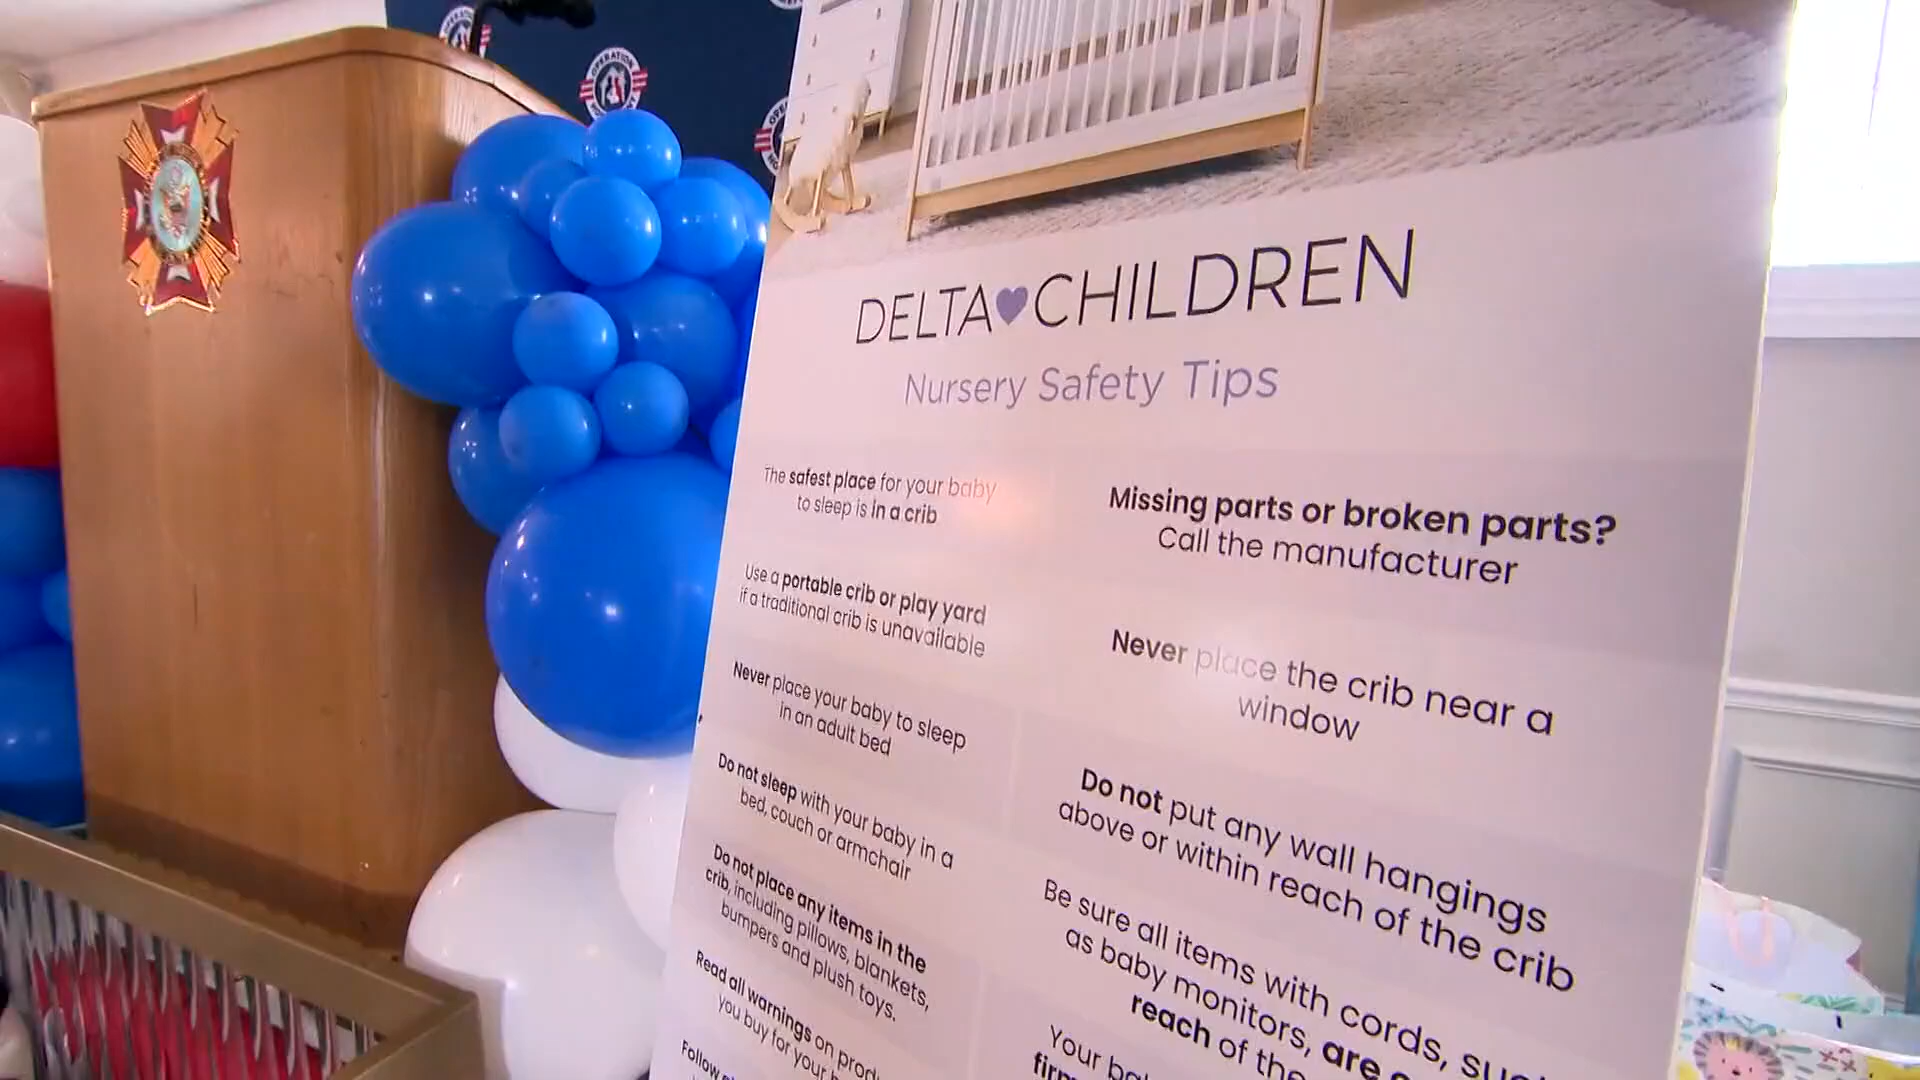 OPERATION
DELTA CHILDREN
Nursery Safety Tips
The safest place for your baby
to sleep is in a crib
Use a portable crib or play yard
if a traditional crib is unavailable
Never place your baby to sleep
in an adult bed
Do not sleep with your baby in a
bed, couch or armchair
Do not place any items in the
crib, including pillows, blankets,
bumpers and plush toys.
Read all warnings on
you buy for your
Follow
Missing parts or broken parts?
Call the manufacturer
Never place the crib near a
window
Do not put any wall hangings
above or within reach of the crib
Be sure all items with cords,
as baby monitors, are
reach of the
Your